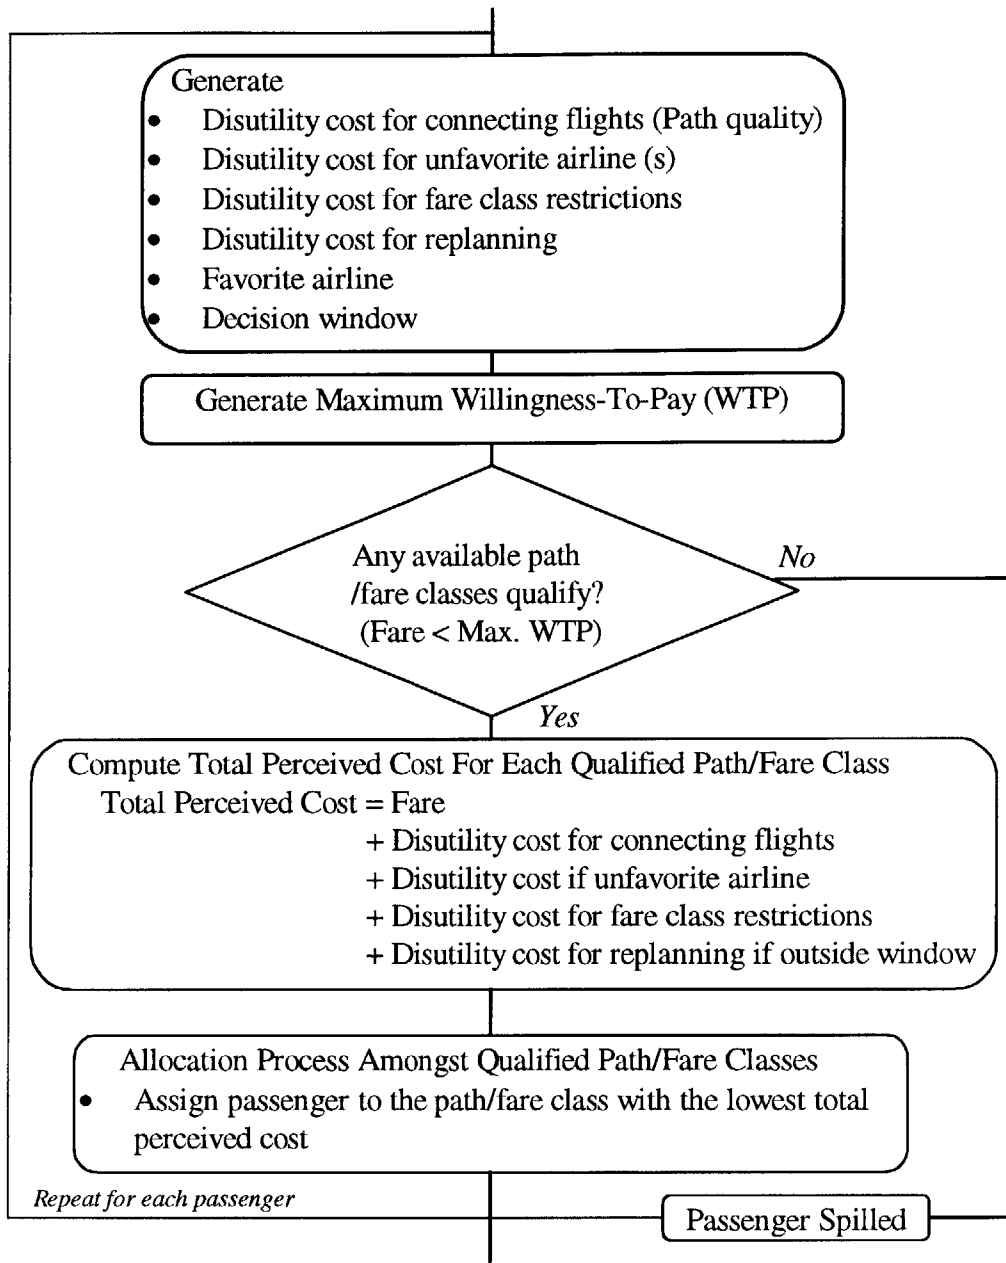 Generate
• Disutility cost for connecting flights (Path quality)
• Disutility cost for unfavorite airline (s)
• Disutility cost for fare class restrictions
• Disutility cost for replanning
• Favorite airline
• Decision window
Generate Maximum Willingness-To-Pay (WTP)
Any available path
/fare classes qualify?
(Fare < Max. WTP)
No
Yes
Compute Total Perceived Cost For Each Qualified Path/Fare Class
Total Perceived Cost = Fare
+ Disutility cost for connecting flights
+ Disutility cost if unfavorite airline
+ Disutility cost for fare class restrictions
+ Disutility cost for replanning if outside window
Allocation Process Amongst Qualified Path/Fare Classes
• Assign passenger to the path/fare class with the lowest total
perceived cost
Repeat for each passenger
Passenger Spilled